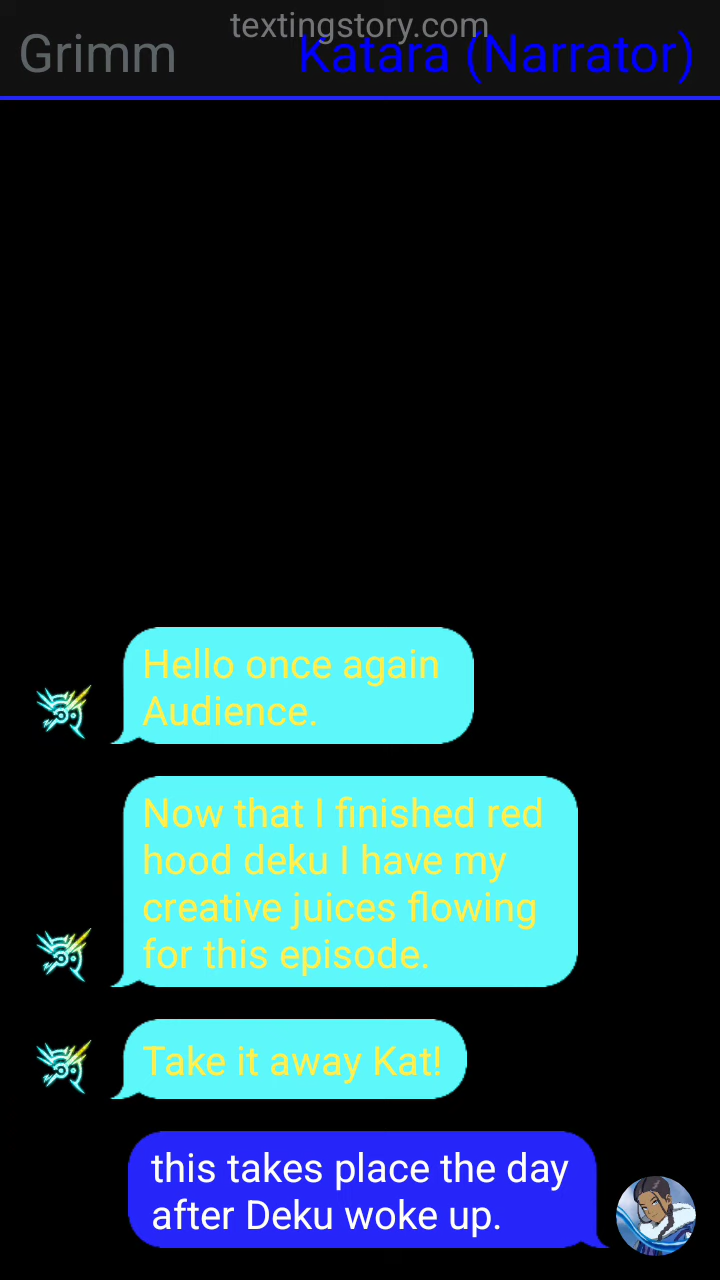 textingstory.com
Grimm
Katara (Narrator)
Hello once again
Audience.
Now that I finished red
hood deku I have my
creative juices flowing
for this episode.
Take it away Kat!
this takes place the day
after Deku woke up.